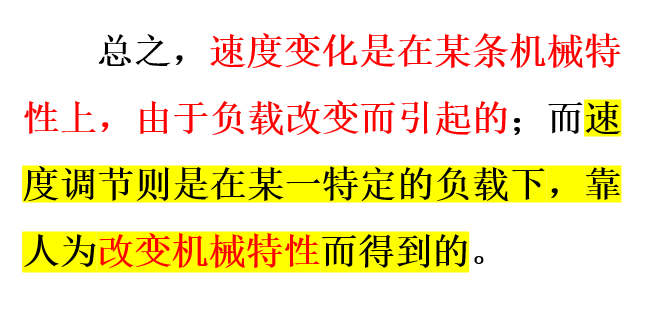 总之，速度变化是在某条机械特
性上，由于负载改变而引起的；而速
度调节则是在某一特定的负载下，靠
人为改变机械特性而得到的。